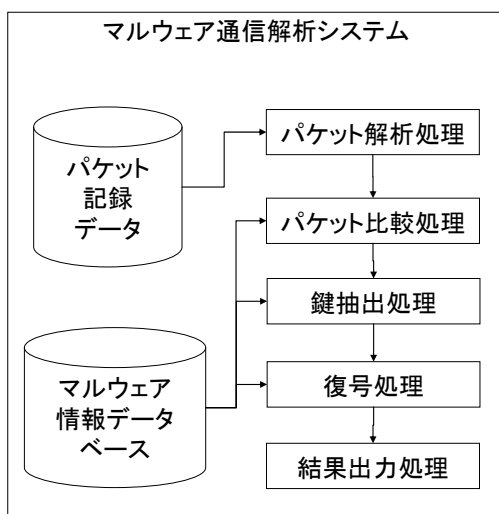 マルウェア通信解析システム
パケット
記録
データ
パケット解析処理
パケット比較処理
鍵抽出処理
復号処理
結果出力処理
マルウェア
情報データ
ベース